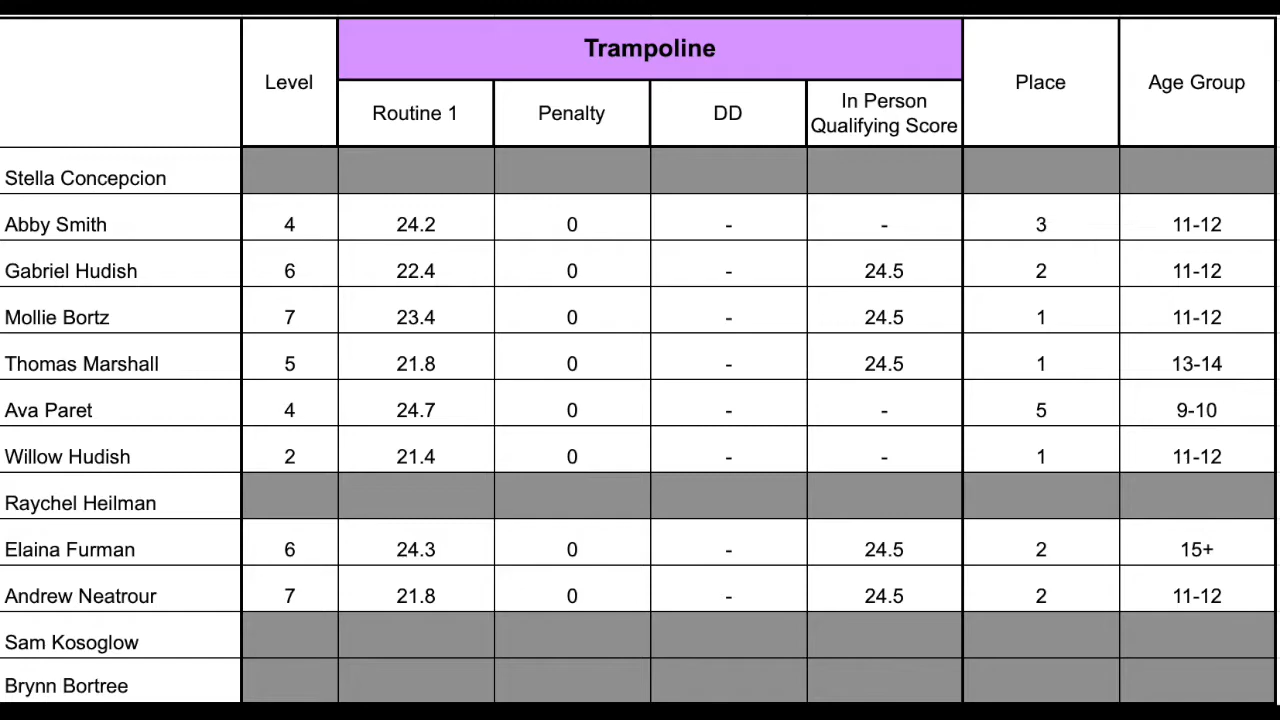 Trampoline
Level Place Age Group
Routine 1 Penalty DD In Person
Qualifying Score
Stella Concepcion
Abby Smith 4 24.2 0 - - 3 11-12
Gabriel Hudish 6 22.4 0 - 24.5 2 11-12
Mollie Bortz 7 23.4 0 - 24.5 1 11-12
Thomas Marshall 5 21.8 0 - 24.5 1 13-14
Ava Paret 4 24.7 0 - - 5 9-10
Willow Hudish 2 21.4 0 - - 1 11-12
Raychel Heilman
Elaina Furman 6 24.3 0 - 24.5 2 15+
Andrew Neatrour 7 21.8 0 - 24.5 2 11-12
Sam Kosoglow
Brynn Bortree